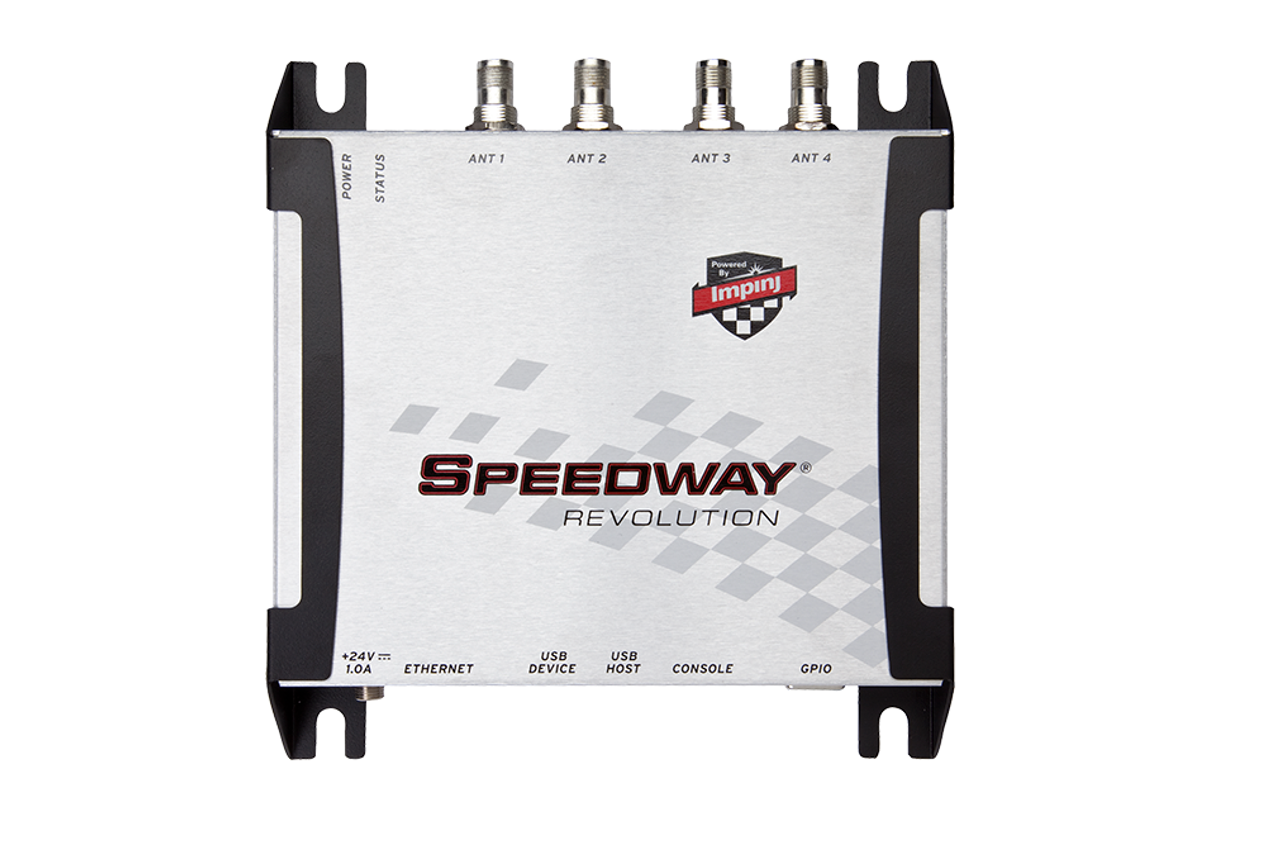 POWER
STATUS
ANT 1
ANT 2
ANT 3
ANT 4
Powered
By
Impinj
SPEEDWAY®
REVOLUTION
+24V ⎓
1.0A
ETHERNET
USB
DEVICE
USB
HOST
CONSOLE
GPIO